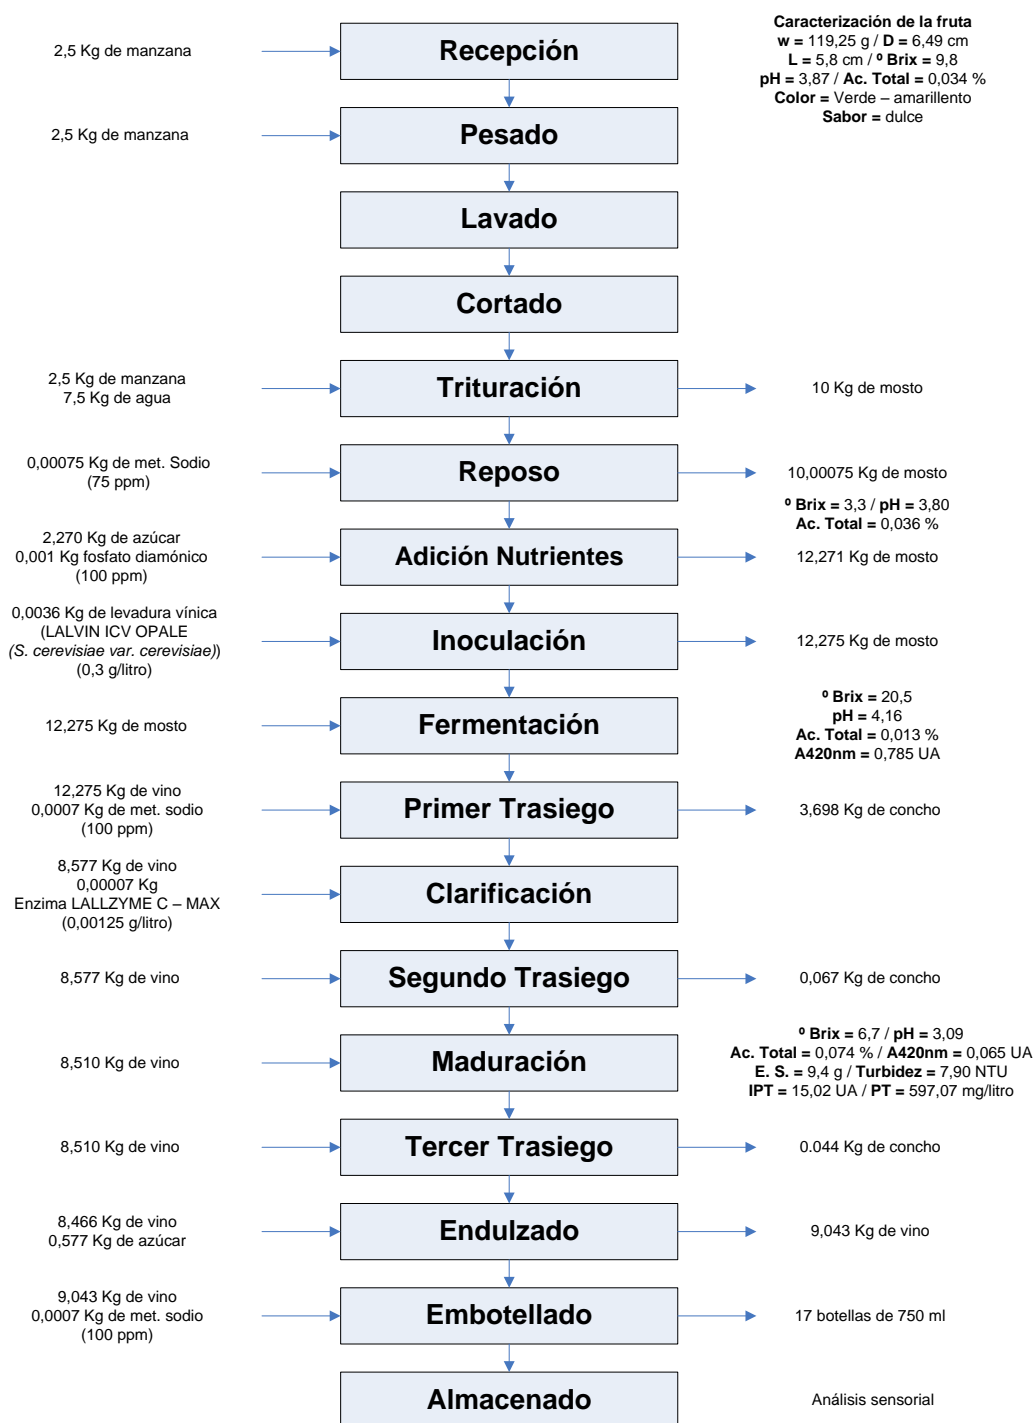 2,5 Kg de manzana
Recepción
Caracterización de la fruta
w = 119,25 g / D = 6,49 cm
L = 5,8 cm / º Brix = 9,8
pH = 3,87 / Ac. Total = 0,034 %
Color = Verde – amarillento
Sabor = dulce
2,5 Kg de manzana
Pesado
Lavado
Cortado
2,5 Kg de manzana
7,5 Kg de agua
Trituración
10 Kg de mosto
0,00075 Kg de met. Sodio
(75 ppm)
Reposo
10,00075 Kg de mosto
º Brix = 3,3 / pH = 3,80
Ac. Total = 0,036 %
2,270 Kg de azúcar
0,001 Kg fosfato diamónico
(100 ppm)
Adición Nutrientes
12,271 Kg de mosto
0,0036 Kg de levadura vínica
(LALVIN ICV OPALE
(S. cerevisiae var. cerevisiae))
(0,3 g/litro)
Inoculación
12,275 Kg de mosto
12,275 Kg de mosto
Fermentación
º Brix = 20,5
pH = 4,16
Ac. Total = 0,013 %
A420nm = 0,785 UA
12,275 Kg de vino
0,0007 Kg de met. sodio
(100 ppm)
Primer Trasiego
3,698 Kg de concho
8,577 Kg de vino
0,00007 Kg
Enzima LALLZYME C – MAX
(0,00125 g/litro)
Clarificación
8,577 Kg de vino
Segundo Trasiego
0,067 Kg de concho
8,510 Kg de vino
Maduración
º Brix = 6,7 / pH = 3,09
Ac. Total = 0,074 % / A420nm = 0,065 UA
E. S. = 9,4 g / Turbidez = 7,90 NTU
IPT = 15,02 UA / PT = 597,07 mg/litro
8,510 Kg de vino
Tercer Trasiego
0.044 Kg de concho
8,466 Kg de vino
0,577 Kg de azúcar
Endulzado
9,043 Kg de vino
9,043 Kg de vino
0,0007 Kg de met. sodio
(100 ppm)
Embotellado
17 botellas de 750 ml
Almacenado
Análisis sensorial